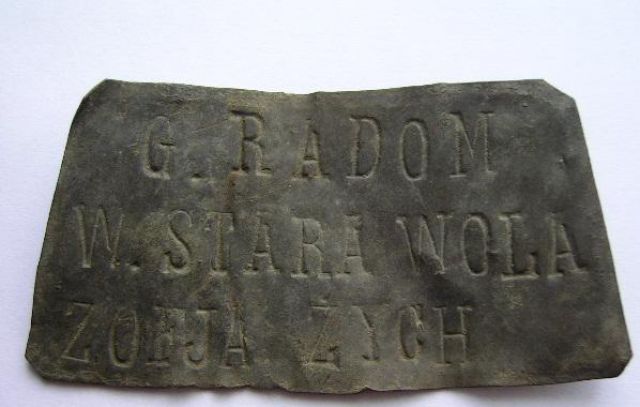 G. RADOM
W. STARA WOLA
ZOFJA ŻYCH